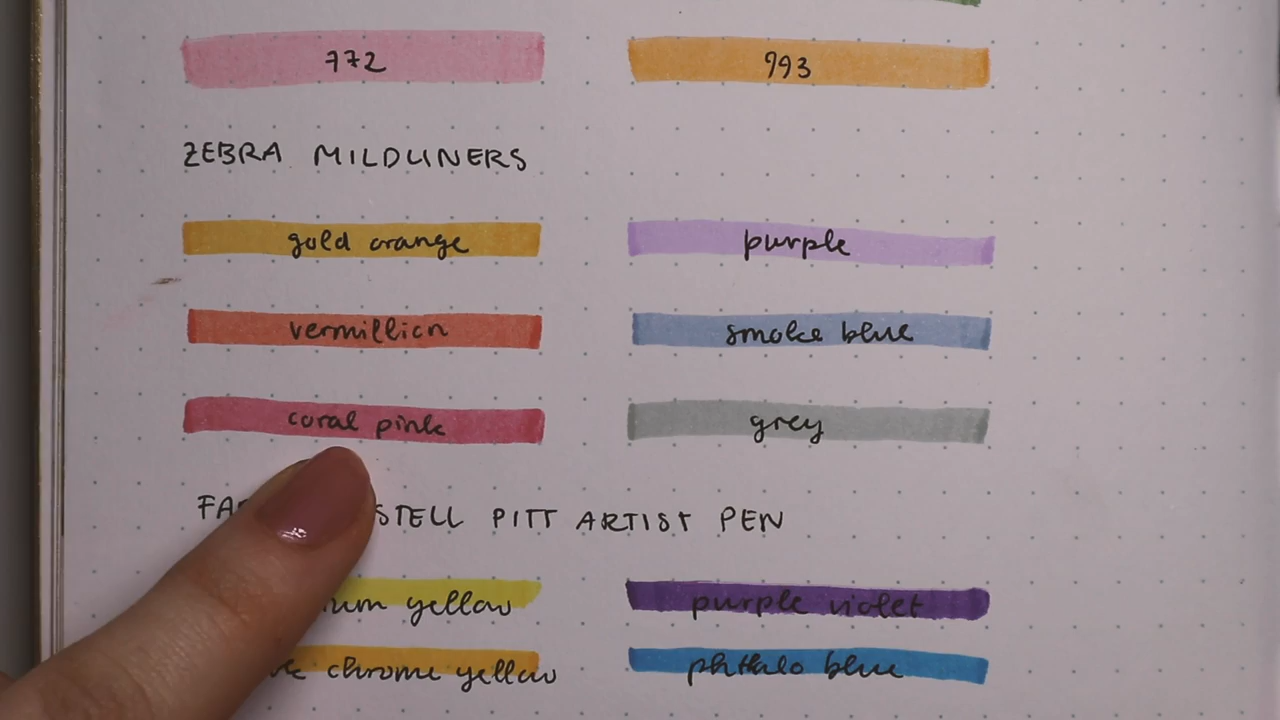 772 993
ZEBRA MILDLINERS
gold orange purple
vermillion smoke blue
coral pink grey
PITT ARTIST PEN
yellow purple violet
chrome yellow phthalo blue